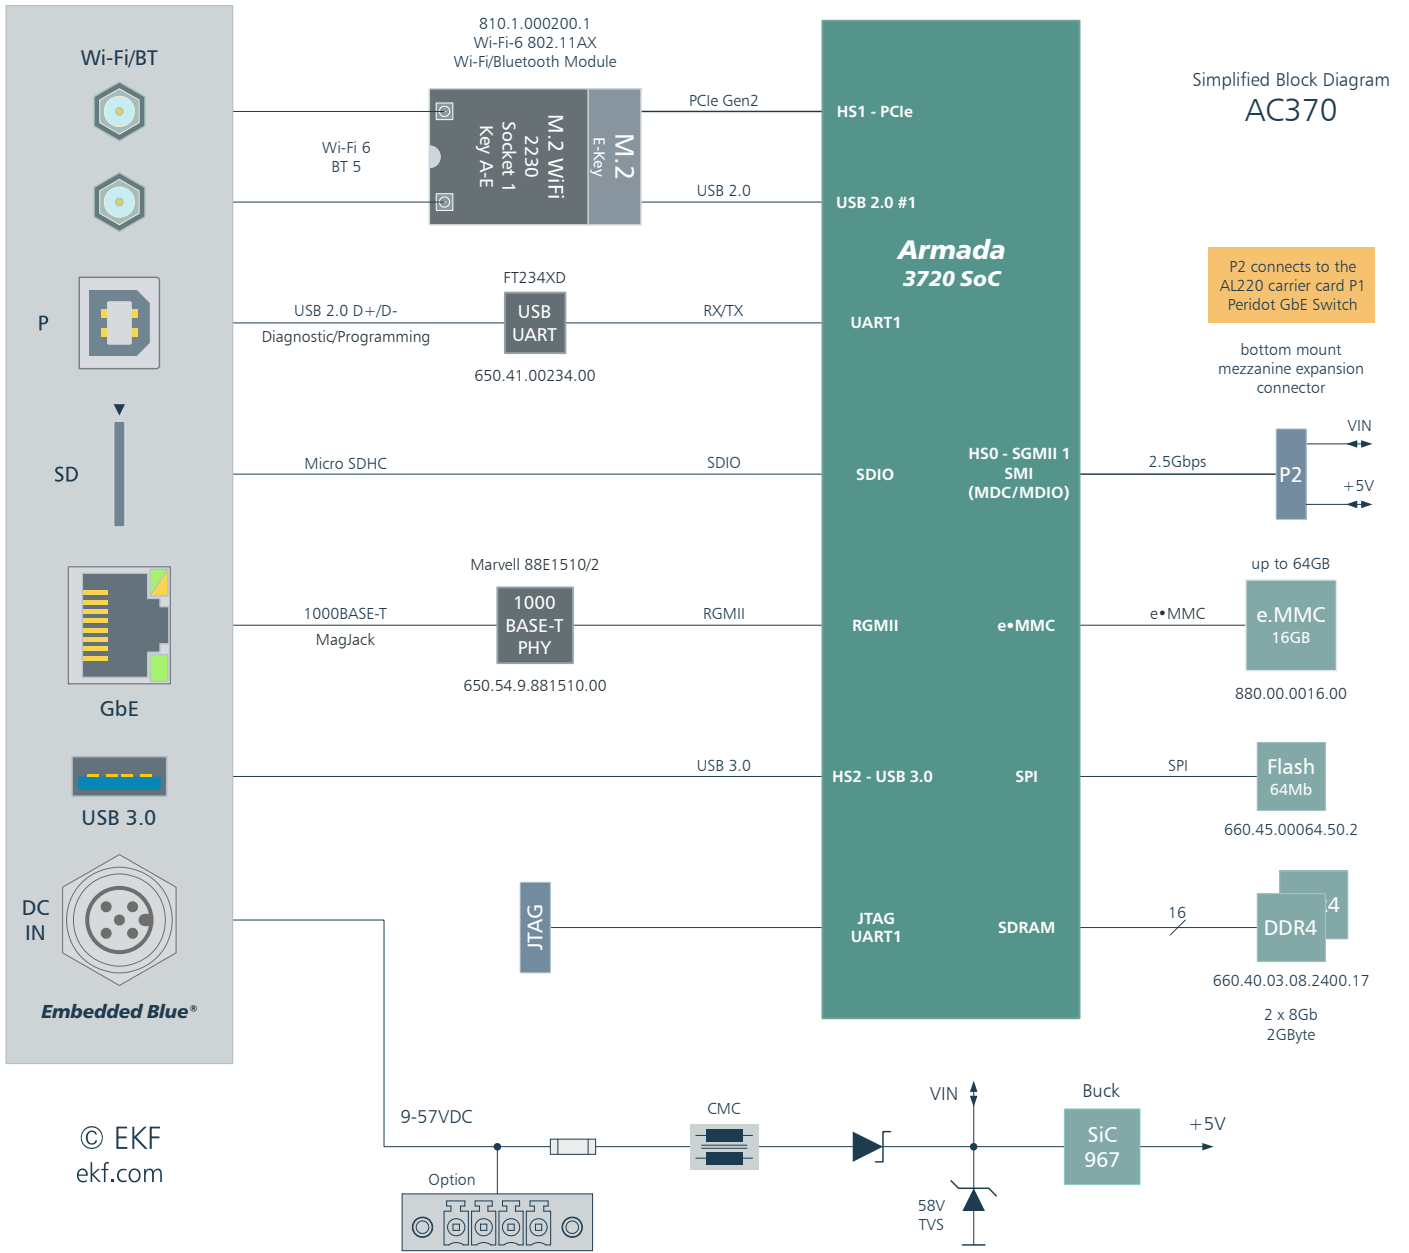 Simplified Block Diagram
AC370
Wi-Fi/BT
810.1.000200.1
Wi-Fi-6 802.11AX
Wi-Fi/Bluetooth Module
Wi-Fi 6
BT 5
M.2 WiFi
2230
Socket 1
Key A-E
M.2
E-Key
PCIe Gen2
USB 2.0
HS1 - PCIe
USB 2.0 #1
Armada
3720 SoC
P2 connects to the
AL220 carrier card P1
Peridot GbE Switch
bottom mount
mezzanine expansion
connector
P
USB 2.0 D+/D-
Diagnostic/Programming
FT234XD
USB
UART
650.41.00234.00
RX/TX
UART1
SD
Micro SDHC
SDIO
SDIO
HS0 - SGMII 1
SMI
(MDC/MDIO)
2.5Gbps
P2
VIN
+5V
GbE
1000BASE-T
MagJack
Marvell 88E1510/2
1000
BASE-T
PHY
650.54.9.881510.00
RGMII
RGMII
e•MMC
e•MMC
up to 64GB
e.MMC
16GB
880.00.0016.00
USB 3.0
USB 3.0
HS2 - USB 3.0
SPI
SPI
Flash
64Mb
660.45.00064.50.2
DC
IN
JTAG
JTAG
UART1
SDRAM
16
DDR4
4
660.40.03.08.2400.17
2 x 8Gb
2GByte
Embedded Blue®
© EKF
ekf.com
9-57VDC
Option
CMC
VIN
58V
TVS
Buck
SiC
967
+5V